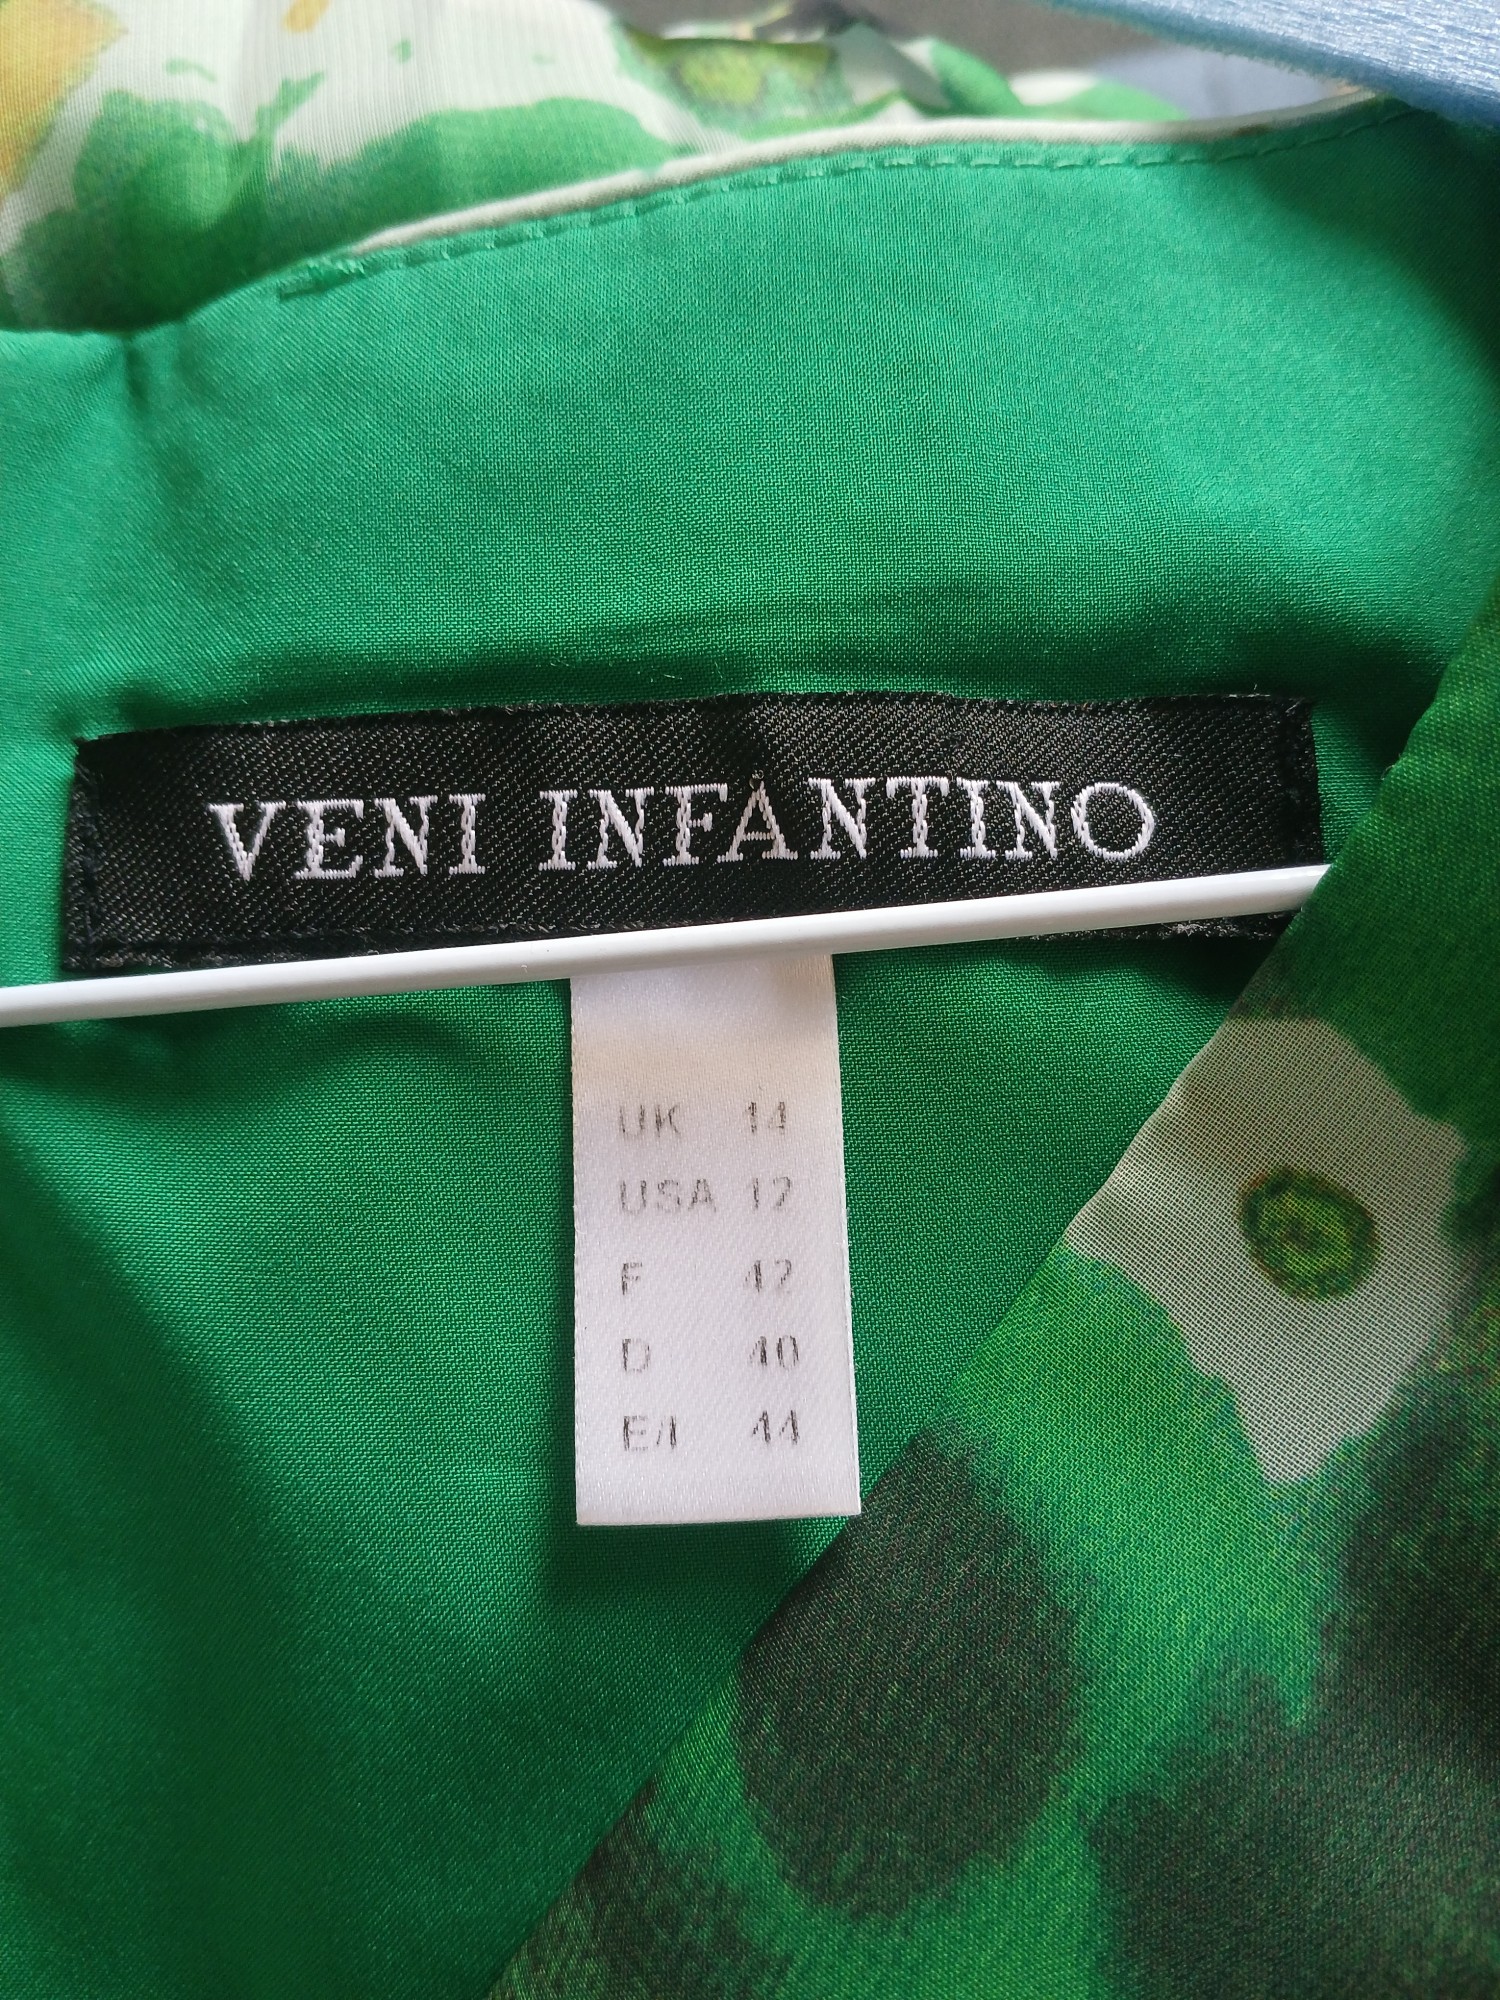 VENI INFANTINO
UK 14
USA 12
F 42
D 40
E/I 44